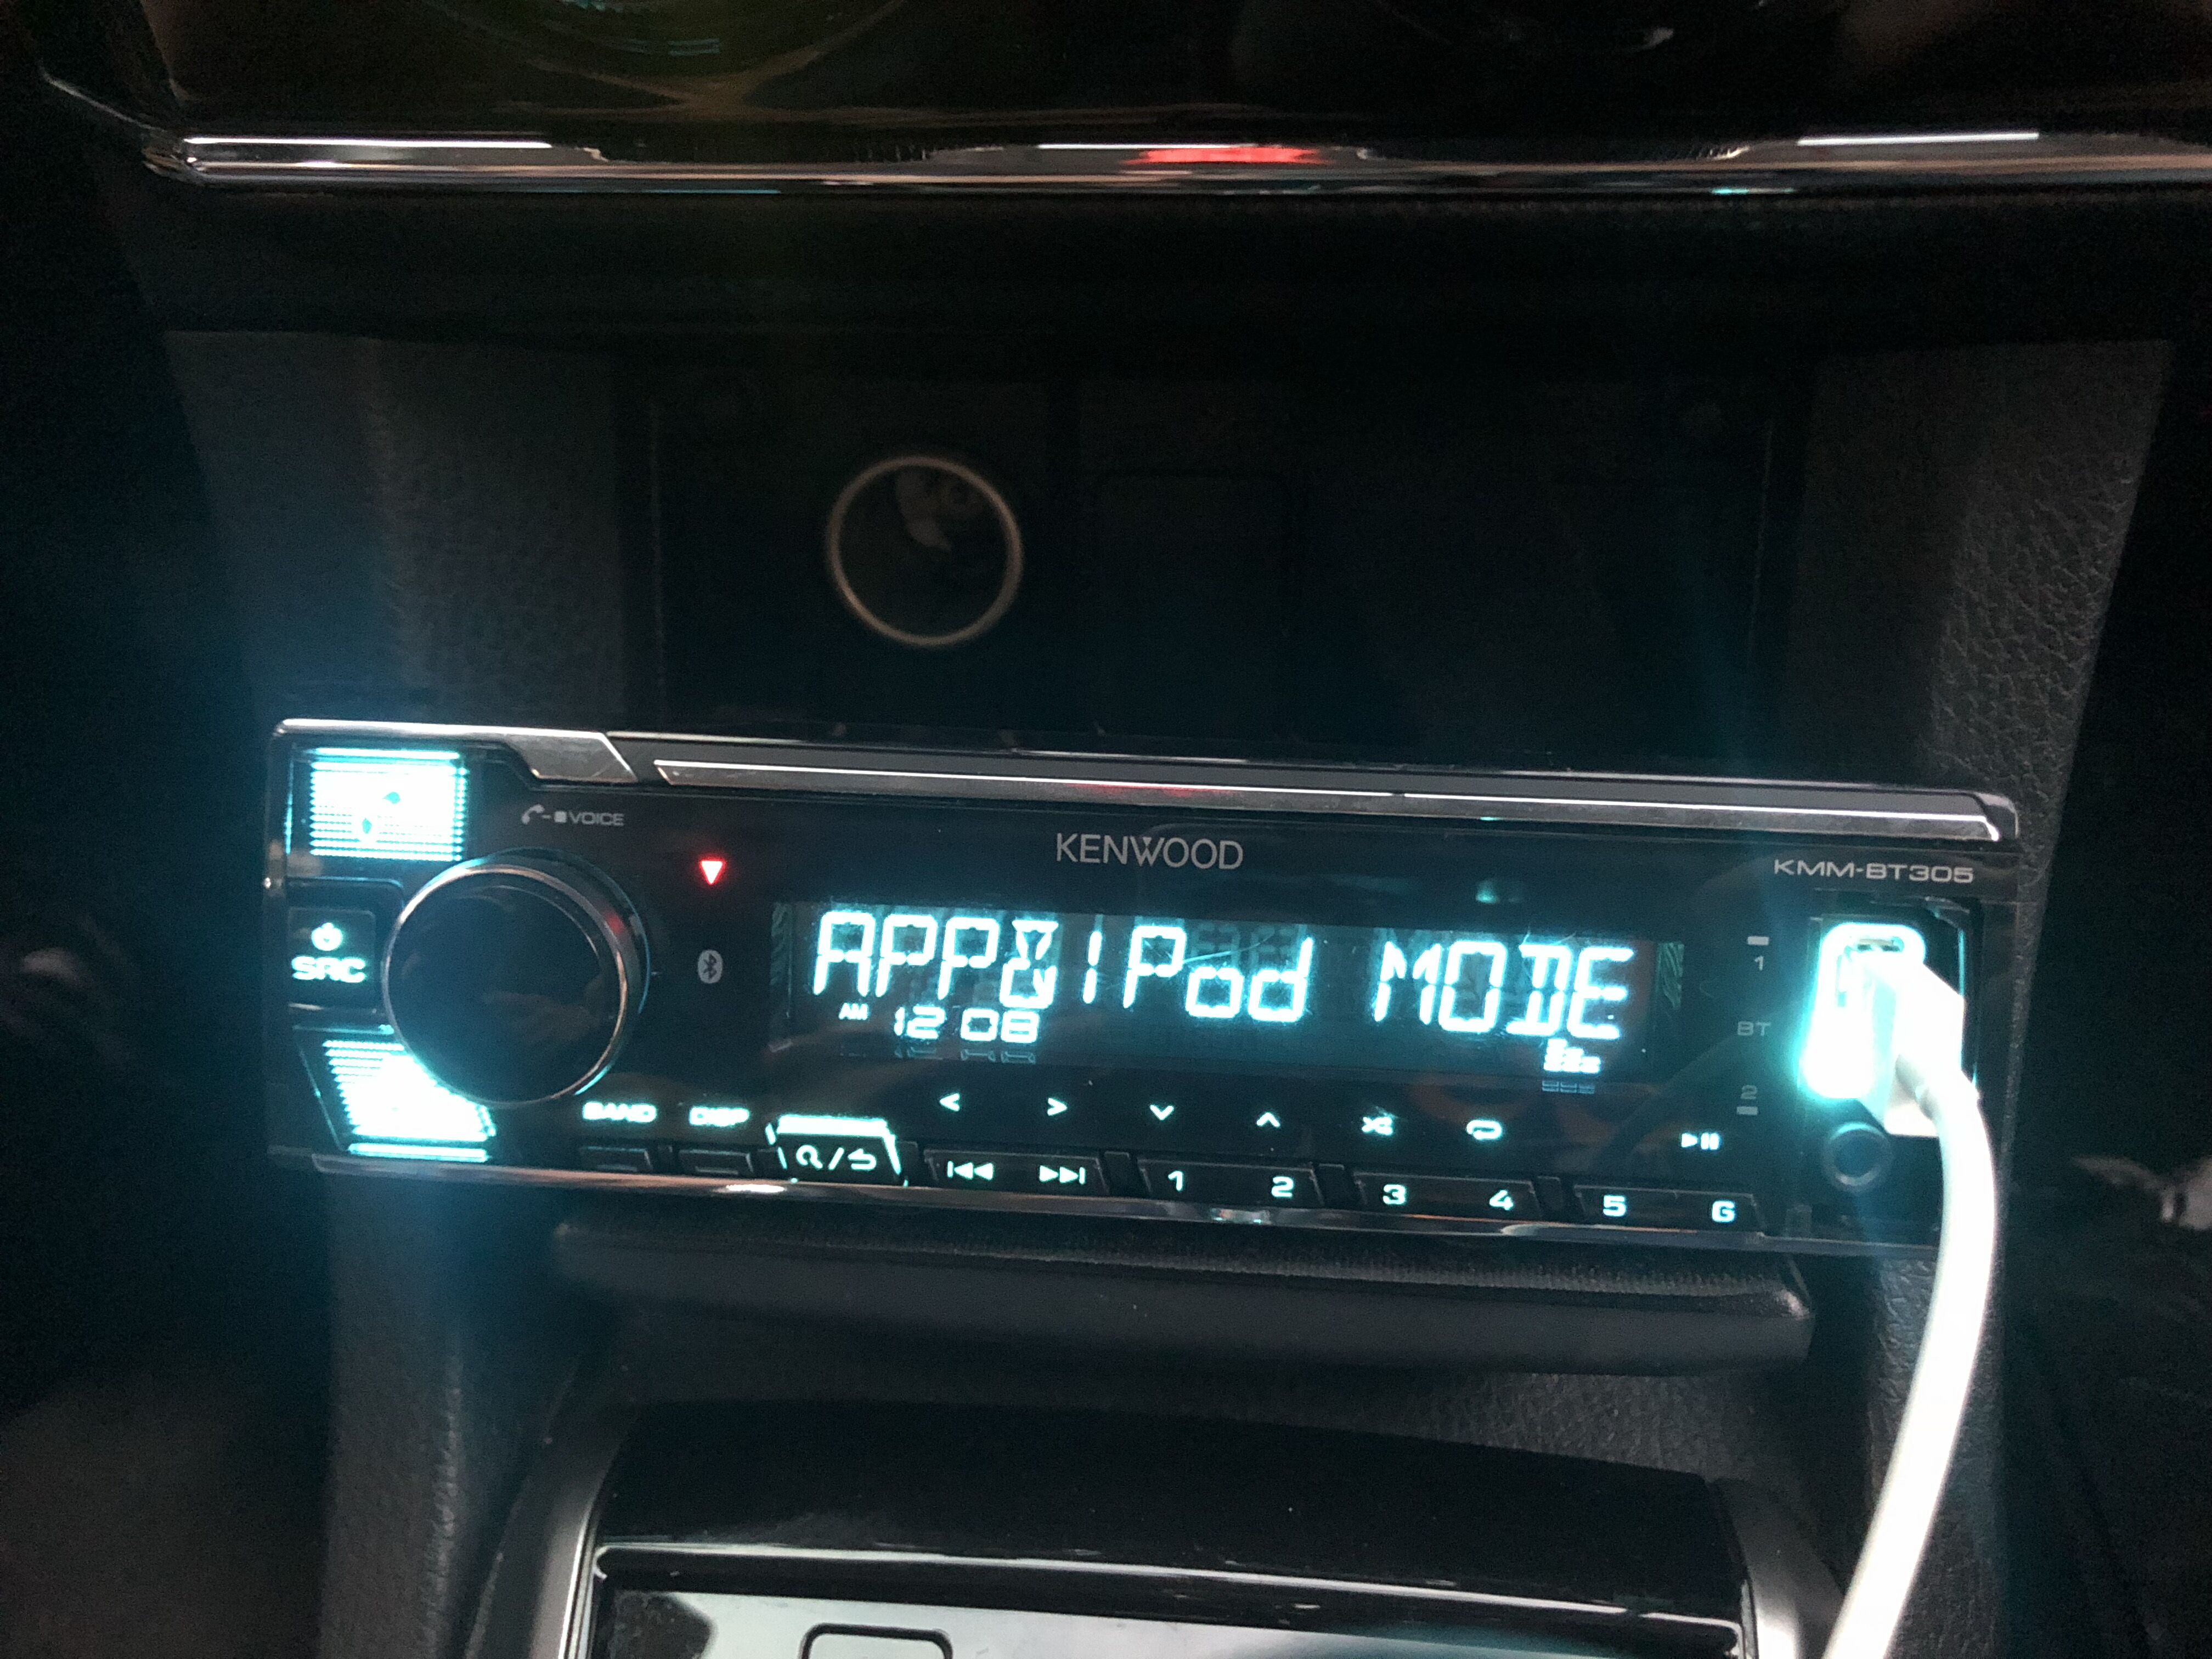 VOICE
KENWOOD
KMM-BT305
APP&iPod MODE
SRC
1
AM 12 08
BT
2
BAND DISP
1 2 3 4 5 6